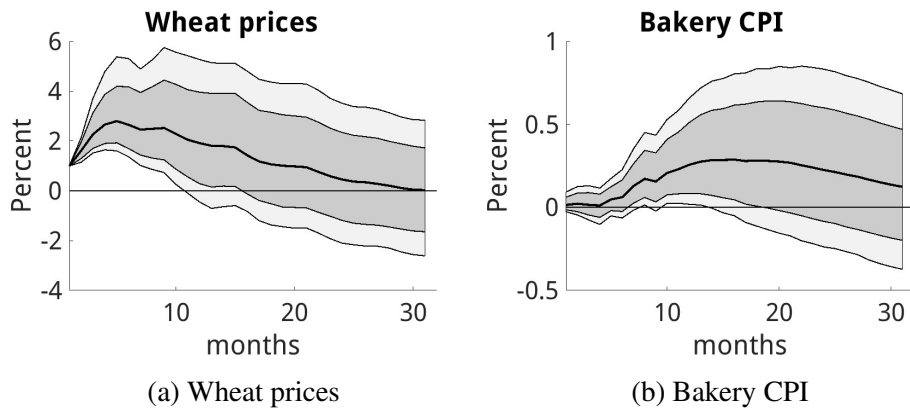 Wheat prices
6
4
2
0
-2
-4
Percent
10
20
30
months
(a) Wheat prices
Bakery CPI
1
0.5
0
-0.5
Percent
10
20
30
months
(b) Bakery CPI